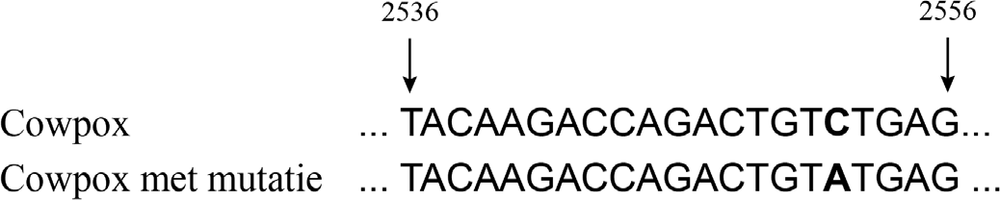 2536 2556
Cowpox ... TACAAGACCAGACTGTCTGAG...
Cowpox met mutatie ... TACAAGACCAGACTGTATGAG ...